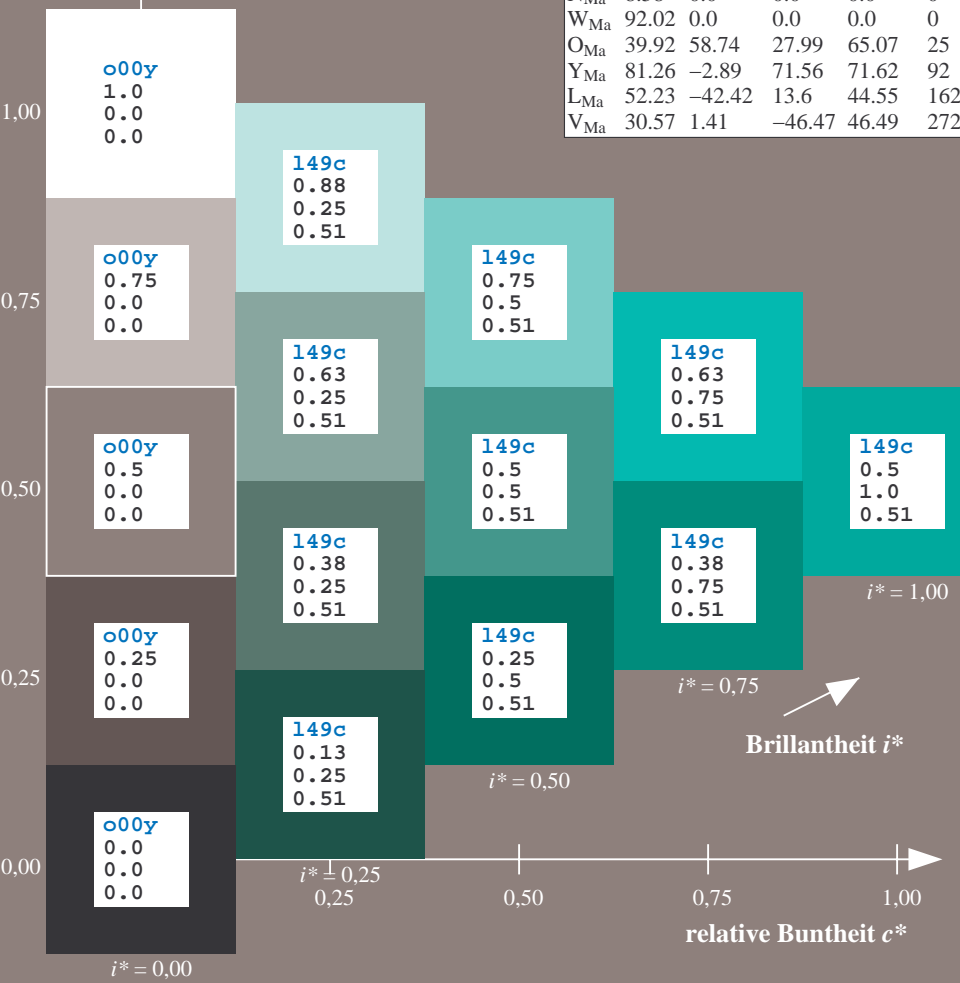 W_Ma 92.02 0.0 0.0 0.0 0
O_Ma 39.92 58.74 27.99 65.07 25
Y_Ma 81.26 –2.89 71.56 71.62 92
L_Ma 52.23 –42.42 13.6 44.55 162
V_Ma 30.57 1.41 –46.47 46.49 272
1,00
o00y
1.0
0.0
0.0
l49c
0.88
0.25
0.51
0,75
o00y
0.75
0.0
0.0
l49c
0.75
0.5
0.51
l49c
0.63
0.25
0.51
l49c
0.63
0.75
0.51
0,50
o00y
0.5
0.0
0.0
l49c
0.5
0.5
0.51
l49c
0.5
1.0
0.51
l49c
0.38
0.25
0.51
l49c
0.38
0.75
0.51
i* = 1,00
0,25
o00y
0.25
0.0
0.0
l49c
0.25
0.5
0.51
i* = 0,75
l49c
0.13
0.25
0.51
Brillantheit i*
i* = 0,50
0,00
o00y
0.0
0.0
0.0
i* = 0,25
0,25 0,50 0,75 1,00
relative Buntheit c*
i* = 0,00